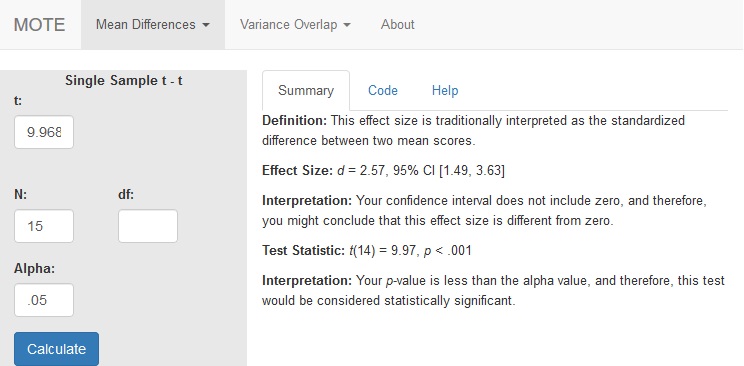 MOTE Mean Differences Variance Overlap About
Single Sample t - t
t:
9.968
N: df:
15
Alpha:
.05
Calculate
Summary Code Help
Definition: This effect size is traditionally interpreted as the standardized
difference between two mean scores.
Effect Size: d = 2.57, 95% CI [1.49, 3.63]
Interpretation: Your confidence interval does not include zero, and therefore,
you might conclude that this effect size is different from zero.
Test Statistic: t(14) = 9.97, p < .001
Interpretation: Your p-value is less than the alpha value, and therefore, this test
would be considered statistically significant.